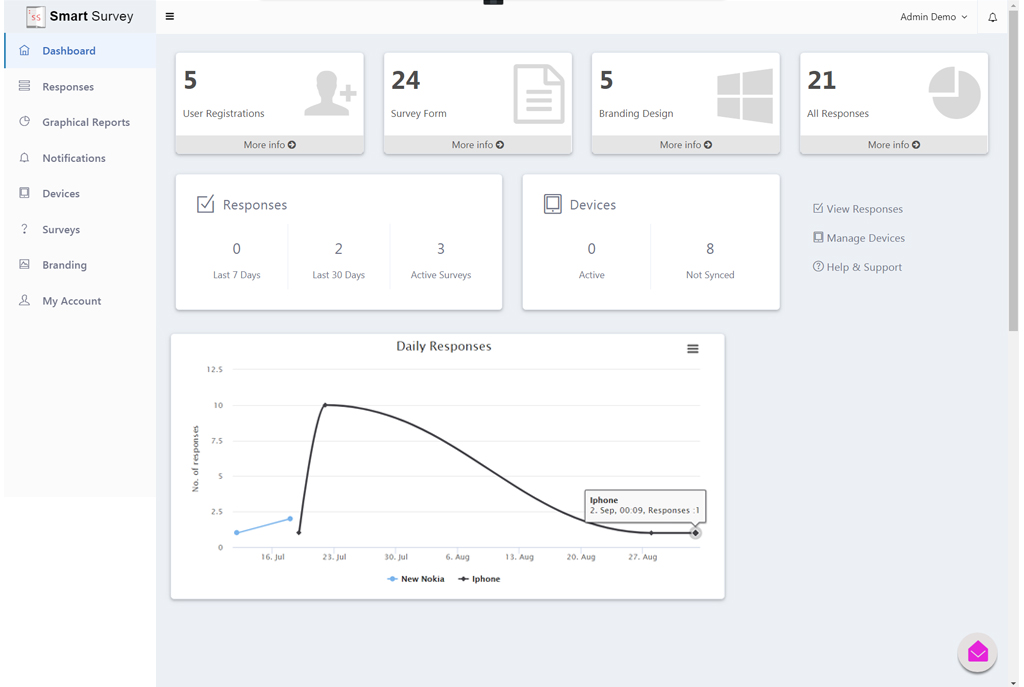 SS
Smart Survey
Admin Demo
Dashboard
Responses
Graphical Reports
Notifications
Devices
Surveys
Branding
My Account
5
User Registrations
More info
24
Survey Form
More info
5
Branding Design
More info
21
All Responses
More info
Responses
0
Last 7 Days
2
Last 30 Days
3
Active Surveys
Devices
0
Active
8
Not Synced
View Responses
Manage Devices
Help & Support
Daily Responses
No. of responses
12.5
10
7.5
5
2.5
0
Iphone
2. Sep, 00:09, Responses :1
16. Jul
23. Jul
30. Jul
6. Aug
13. Aug
20. Aug
27. Aug
New Nokia
Iphone